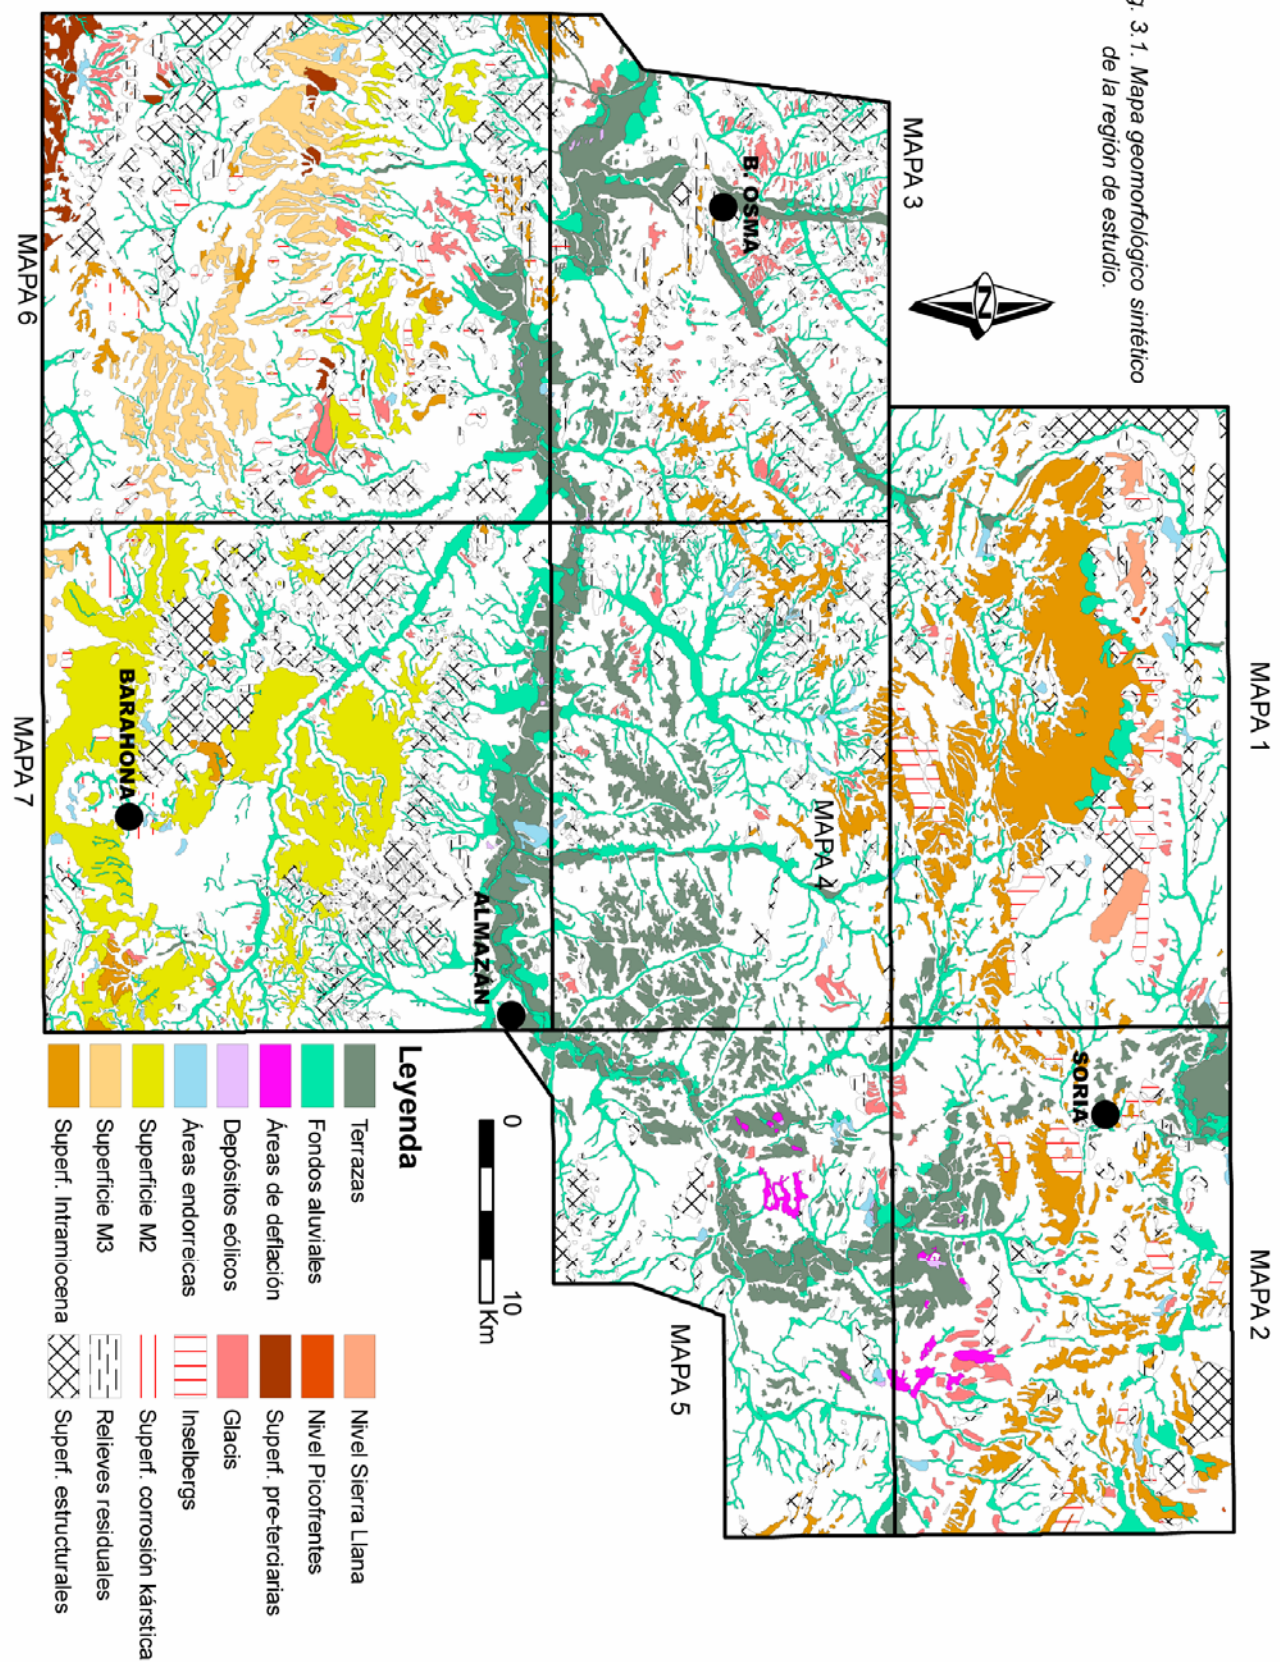 g. 3.1. Mapa geomorfológico sintético
de la región de estudio.
MAPA 1
MAPA 2
MAPA 3
N
B. OSMA
SORIA
MAPA 4
MAPA 5
ALMAZÁN
BARAHONA
MAPA 6
MAPA 7
0
10
Km
Leyenda
Terrazas
Fondos aluviales
Áreas de deflación
Depósitos eólicos
Áreas endorreicas
Superficie M2
Superficie M3
Superf. Intramiocena
Nivel Sierra Llana
Nivel Picofrentes
Superf. pre-terciarias
Glacis
Inselbergs
Superf. corrosión kárstica
Relieves residuales
Superf. estructurales